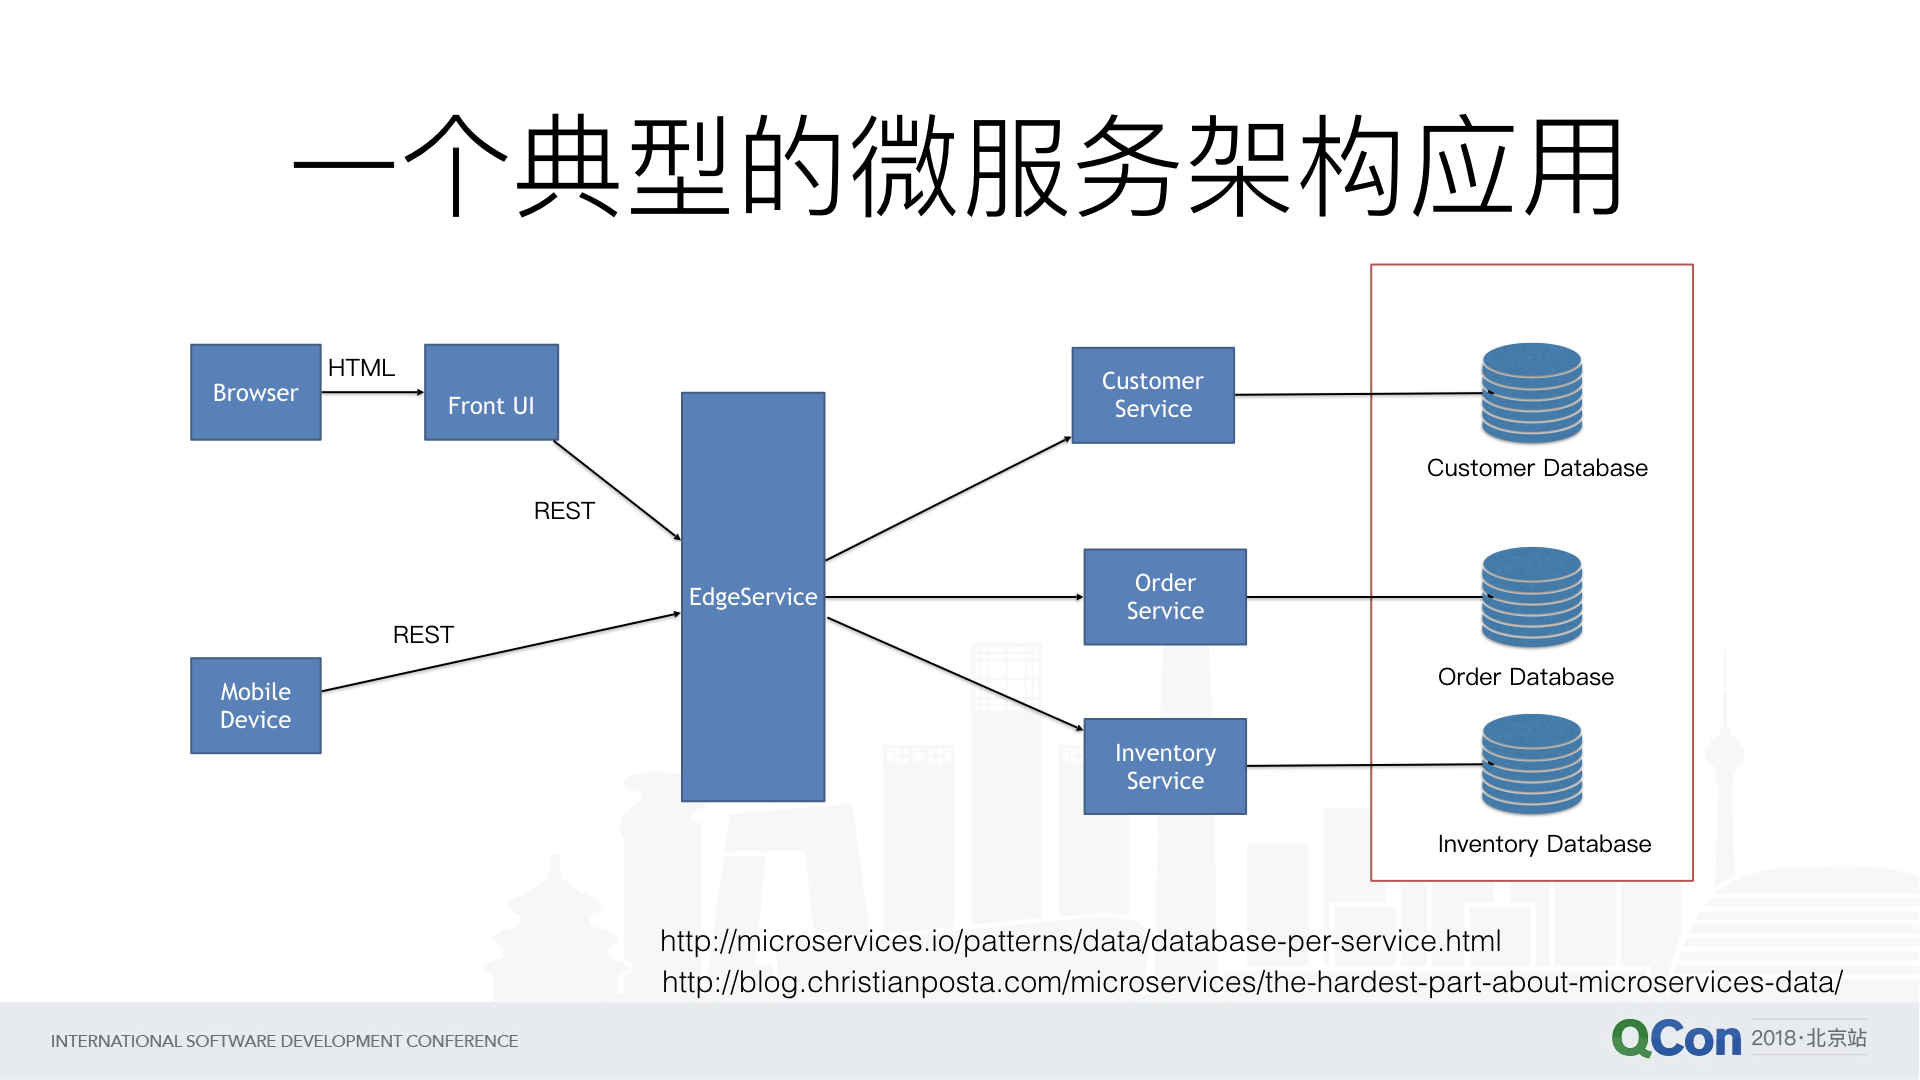 一个典型的微服务架构应用
Browser
HTML
Front UI
REST
REST
Mobile
Device
EdgeService
Customer
Service
Order
Service
Inventory
Service
Customer Database
Order Database
Inventory Database
http://microservices.io/patterns/data/database-per-service.html
http://blog.christianposta.com/microservices/the-hardest-part-about-microservices-data/
INTERNATIONAL SOFTWARE DEVELOPMENT CONFERENCE
QCon 2018·北京站